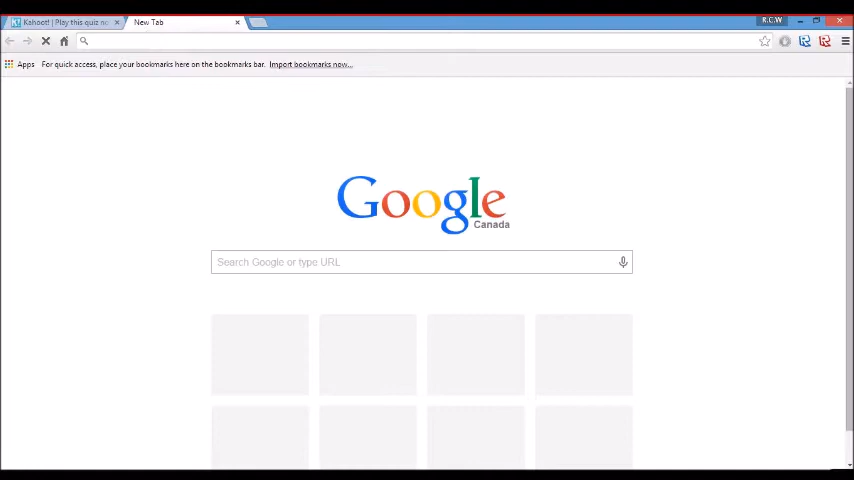 Kahoot! | Play this quiz no
New Tab
R.G.W
Apps For quick access, place your bookmarks here on the bookmarks bar. Import bookmarks now...
Google
Canada
Search Google or type URL